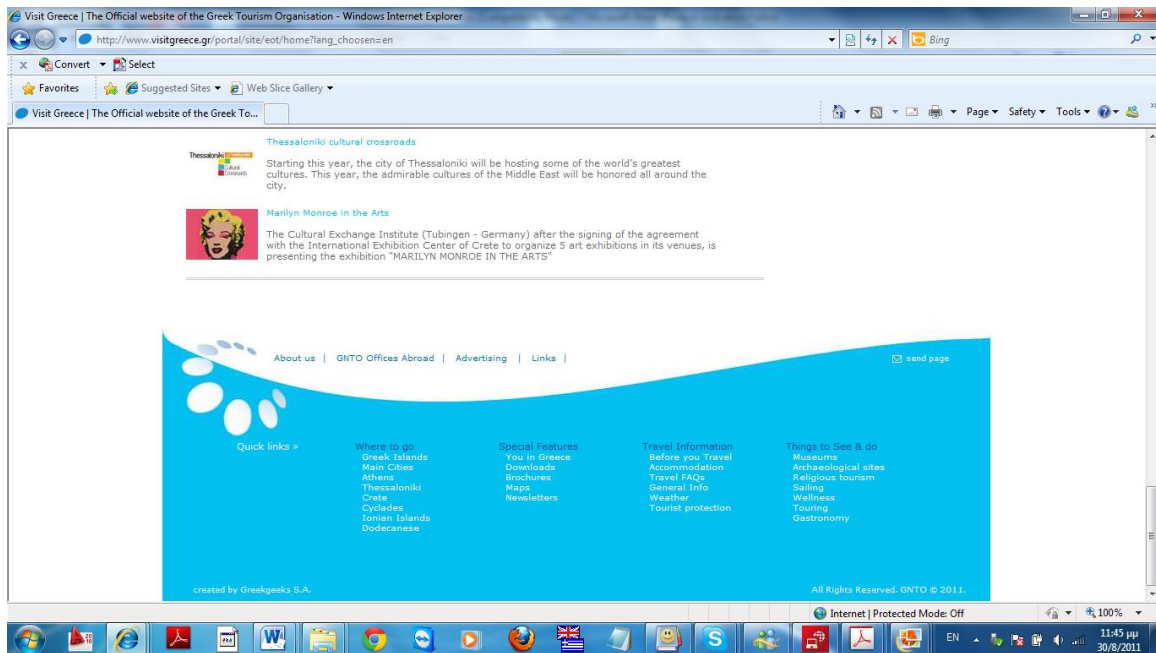 Visit Greece | The Official website of the Greek Tourism Organisation - Windows Internet Explorer
http://www.visitgreece.gr/portal/site/eot/home?lang_choosen=en
Bing
x Convert Select
Favorites Suggested Sites Web Slice Gallery
Visit Greece | The Official website of the Greek To...
Page Safety Tools
Thessaloniki cultural crossroads
Thessaloniki
Cultural
Crossroads
Starting this year, the city of Thessaloniki will be hosting some of the world's greatest
cultures. This year, the admirable cultures of the Middle East will be honored all around the
city.
Marilyn Monroe in the Arts
The Cultural Exchange Institute (Tubingen - Germany) after the signing of the agreement
with the International Exhibition Center of Crete to organize 5 art exhibitions in its venues, is
presenting the exhibition "MARILYN MONROE IN THE ARTS"
About us | GNTO Offices Abroad | Advertising | Links |
send page
Quick links »
Where to go
Greek Islands
Main Cities
Athens
Thessaloniki
Crete
Cyclades
Ionian Islands
Dodecanese
Special Features
You in Greece
Downloads
Brochures
Maps
Newsletters
Travel Information
Before you Travel
Accommodation
Travel FAQs
General Info
Weather
Tourist protection
Things to See & do
Museums
Archaeological sites
Religious tourism
Sailing
Wellness
Touring
Gastronomy
created by Greekgeeks S.A.
All Rights Reserved. GNTO © 2011.
Internet | Protected Mode: Off
100%
EN
11:45 μμ
30/8/2011